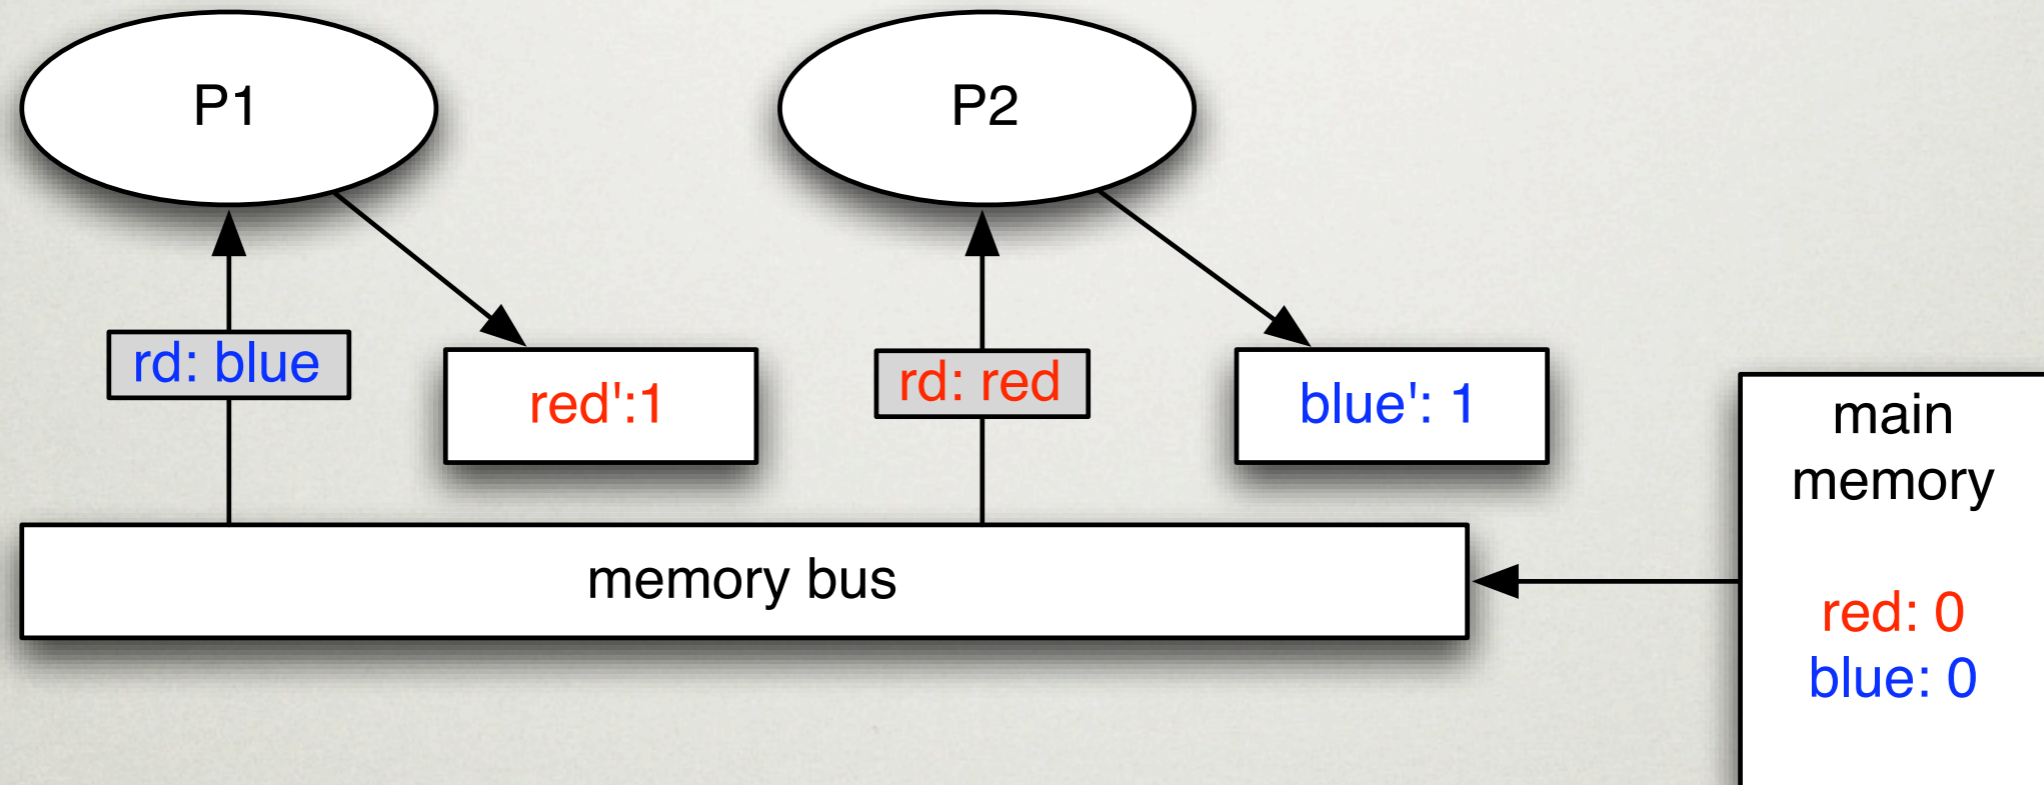 P1
P2
rd: blue
red':1
rd: red
blue': 1
main
memory
memory bus
red: 0
blue: 0